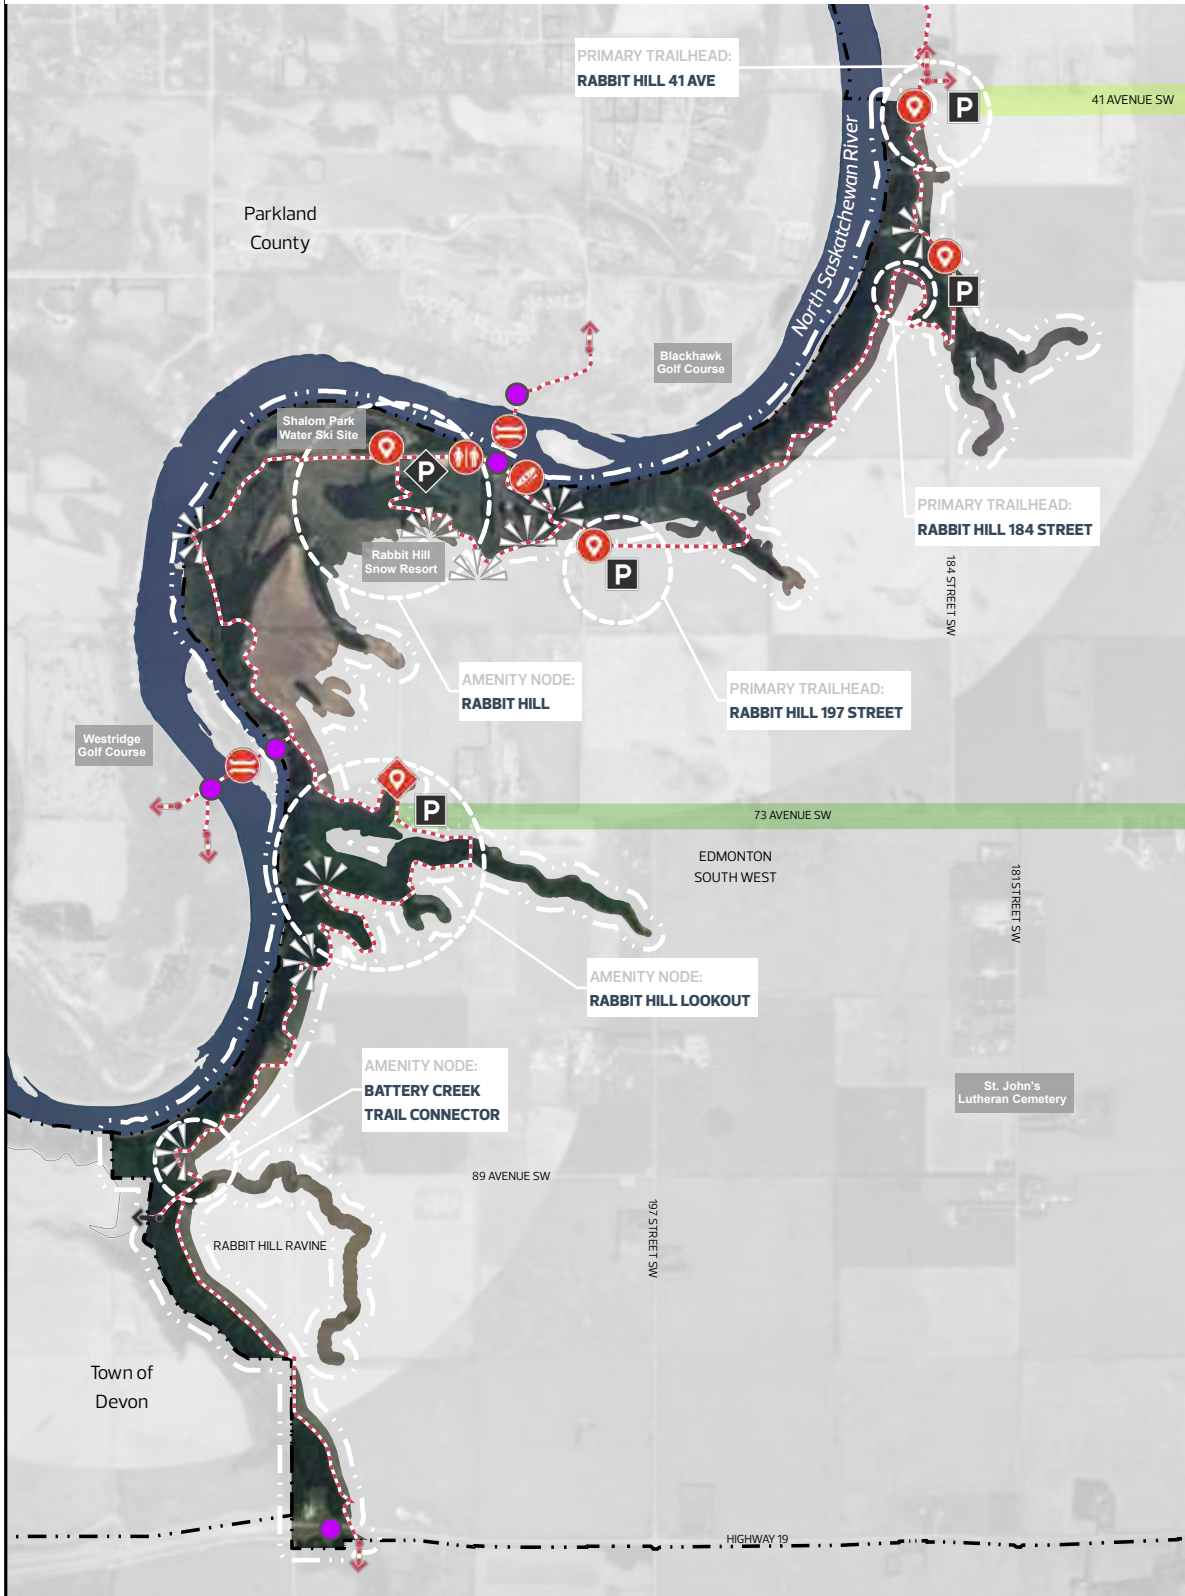 PRIMARY TRAILHEAD:
RABBIT HILL 41 AVE
P
41 AVENUE SW
North Saskatchewan River
Parkland
County
P
Blackhawk
Golf Course
Shalom Park
Water Ski Site
P
PRIMARY TRAILHEAD:
RABBIT HILL 184 STREET
Rabbit Hill
Snow Resort
P
184 STREET SW
AMENITY NODE:
RABBIT HILL
PRIMARY TRAILHEAD:
RABBIT HILL 197 STREET
Westridge
Golf Course
P
73 AVENUE SW
EDMONTON
SOUTH WEST
181 STREET SW
AMENITY NODE:
RABBIT HILL LOOKOUT
AMENITY NODE:
BATTERY CREEK
TRAIL CONNECTOR
St. John's
Lutheran Cemetery
89 AVENUE SW
197 STREET SW
RABBIT HILL RAVINE
Town of
Devon
HIGHWAY 19